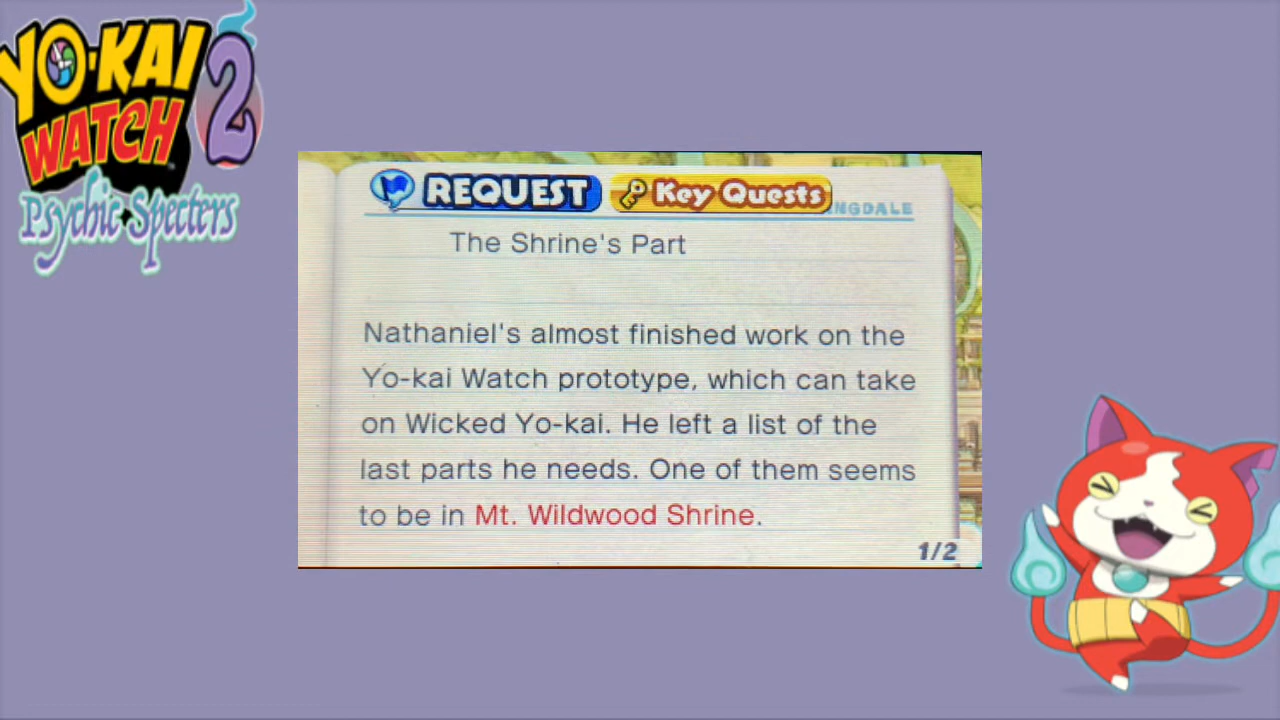 YO-KAI
WATCH 2
Psychic Specters
REQUEST Key Quests
NGDALE
The Shrine's Part
Nathaniel's almost finished work on the
Yo-kai Watch prototype, which can take
on Wicked Yo-kai. He left a list of the
last parts he needs. One of them seems
to be in Mt. Wildwood Shrine.
1/2